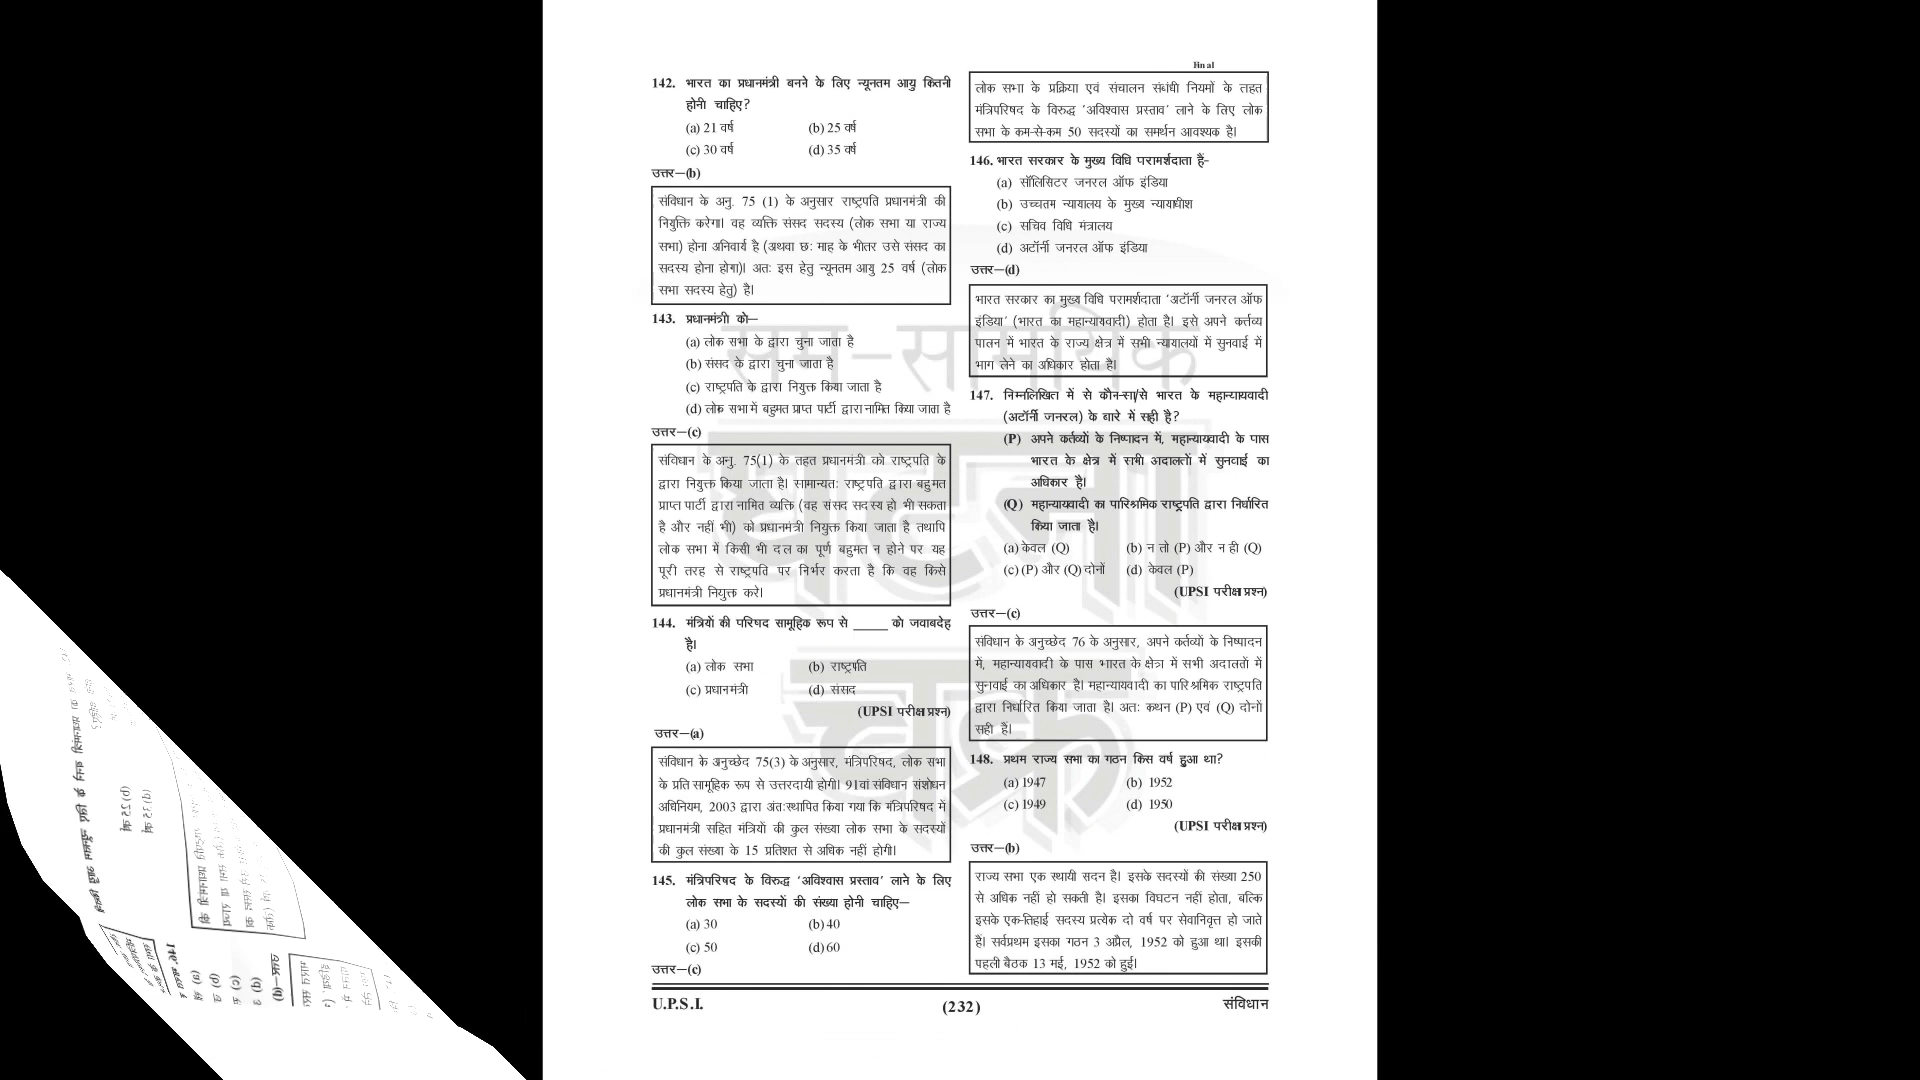 Final
142. भारत का प्रधानमंत्री बनने के लिए न्यूनतम आयु कितनी
होनी चाहिए?
(a) 21 वर्ष (b) 25 वर्ष
(c) 30 वर्ष (d) 35 वर्ष
उत्तर—(b)
संविधान के अनु. 75 (1) के अनुसार राष्ट्रपति प्रधानमंत्री की
नियुक्ति करेगा। वह व्यक्ति संसद सदस्य (लोक सभा या राज्य
सभा) होना अनिवार्य है (अथवा छः माह के भीतर उसे संसद का
सदस्य होना होगा)। अतः इस हेतु न्यूनतम आयु 25 वर्ष (लोक
सभा सदस्य हेतु) है।
143. प्रधानमंत्री को—
(a) लोक सभा के द्वारा चुना जाता है
(b) संसद के द्वारा चुना जाता है
(c) राष्ट्रपति के द्वारा नियुक्त किया जाता है
(d) लोक सभा में बहुमत प्राप्त पार्टी द्वारा नामित किया जाता है
उत्तर—(c)
संविधान के अनु. 75(1) के तहत प्रधानमंत्री को राष्ट्रपति के
द्वारा नियुक्त किया जाता है। सामान्यतः राष्ट्रपति द्वारा बहुमत
प्राप्त पार्टी द्वारा नामित व्यक्ति (वह संसद सदस्य हो भी सकता
है और नहीं भी) को प्रधानमंत्री नियुक्त किया जाता है तथापि
लोक सभा में किसी भी दल का पूर्ण बहुमत न होने पर यह
पूरी तरह से राष्ट्रपति पर निर्भर करता है कि वह किसे
प्रधानमंत्री नियुक्त करे।
144. मंत्रियों की परिषद सामूहिक रूप से _____ को जवाबदेह
है।
(a) लोक सभा (b) राष्ट्रपति
(c) प्रधानमंत्री (d) संसद
(UPSI परीक्षा प्रश्न)
उत्तर—(a)
संविधान के अनुच्छेद 75(3) के अनुसार, मंत्रिपरिषद, लोक सभा
के प्रति सामूहिक रूप से उत्तरदायी होगी। 91वां संविधान संशोधन
अधिनियम, 2003 द्वारा अंतःस्थापित किया गया कि मंत्रिपरिषद में
प्रधानमंत्री सहित मंत्रियों की कुल संख्या लोक सभा के सदस्यों
की कुल संख्या के 15 प्रतिशत से अधिक नहीं होगी।
145. मंत्रिपरिषद के विरुद्ध ‘अविश्वास प्रस्ताव’ लाने के लिए
लोक सभा के सदस्यों की संख्या होनी चाहिए—
(a) 30 (b) 40
(c) 50 (d) 60
उत्तर—(c)
लोक सभा के प्रक्रिया एवं संचालन संबंधी नियमों के तहत
मंत्रिपरिषद के विरुद्ध ‘अविश्वास प्रस्ताव’ लाने के लिए लोक
सभा के कम-से-कम 50 सदस्यों का समर्थन आवश्यक है।
146. भारत सरकार के मुख्य विधि परामर्शदाता हैं-
(a) सॉलिसिटर जनरल ऑफ इंडिया
(b) उच्चतम न्यायालय के मुख्य न्यायाधीश
(c) सचिव विधि मंत्रालय
(d) अटॉर्नी जनरल ऑफ इंडिया
उत्तर—(d)
भारत सरकार का मुख्य विधि परामर्शदाता ‘अटॉर्नी जनरल ऑफ
इंडिया’ (भारत का महान्यायवादी) होता है। इसे अपने कर्त्तव्य
पालन में भारत के राज्य क्षेत्र में सभी न्यायालयों में सुनवाई में
भाग लेने का अधिकार होता है।
147. निम्नलिखित में से कौन-सा/से भारत के महान्यायवादी
(अटॉर्नी जनरल) के बारे में सही है?
(P) अपने कर्तव्यों के निष्पादन में, महान्यायवादी के पास
भारत के क्षेत्र में सभी अदालतों में सुनवाई का
अधिकार है।
(Q) महान्यायवादी का पारिश्रमिक राष्ट्रपति द्वारा निर्धारित
किया जाता है।
(a) केवल (Q) (b) न तो (P) और न ही (Q)
(c) (P) और (Q) दोनों (d) केवल (P)
(UPSI परीक्षा प्रश्न)
उत्तर—(c)
संविधान के अनुच्छेद 76 के अनुसार, अपने कर्तव्यों के निष्पादन
में, महान्यायवादी के पास भारत के क्षेत्र में सभी अदालतों में
सुनवाई का अधिकार है। महान्यायवादी का पारिश्रमिक राष्ट्रपति
द्वारा निर्धारित किया जाता है। अतः कथन (P) एवं (Q) दोनों
सही हैं।
148. प्रथम राज्य सभा का गठन किस वर्ष हुआ था?
(a) 1947 (b) 1952
(c) 1949 (d) 1950
(UPSI परीक्षा प्रश्न)
उत्तर—(b)
राज्य सभा एक स्थायी सदन है। इसके सदस्यों की संख्या 250
से अधिक नहीं हो सकती है। इसका विघटन नहीं होता, बल्कि
इसके एक-तिहाई सदस्य प्रत्येक दो वर्ष पर सेवानिवृत्त हो जाते
हैं। सर्वप्रथम इसका गठन 3 अप्रैल, 1952 को हुआ था। इसकी
पहली बैठक 13 मई, 1952 को हुई।
सम-सामयिक
घटना
चक्र
U.P.S.I. (232) संविधान